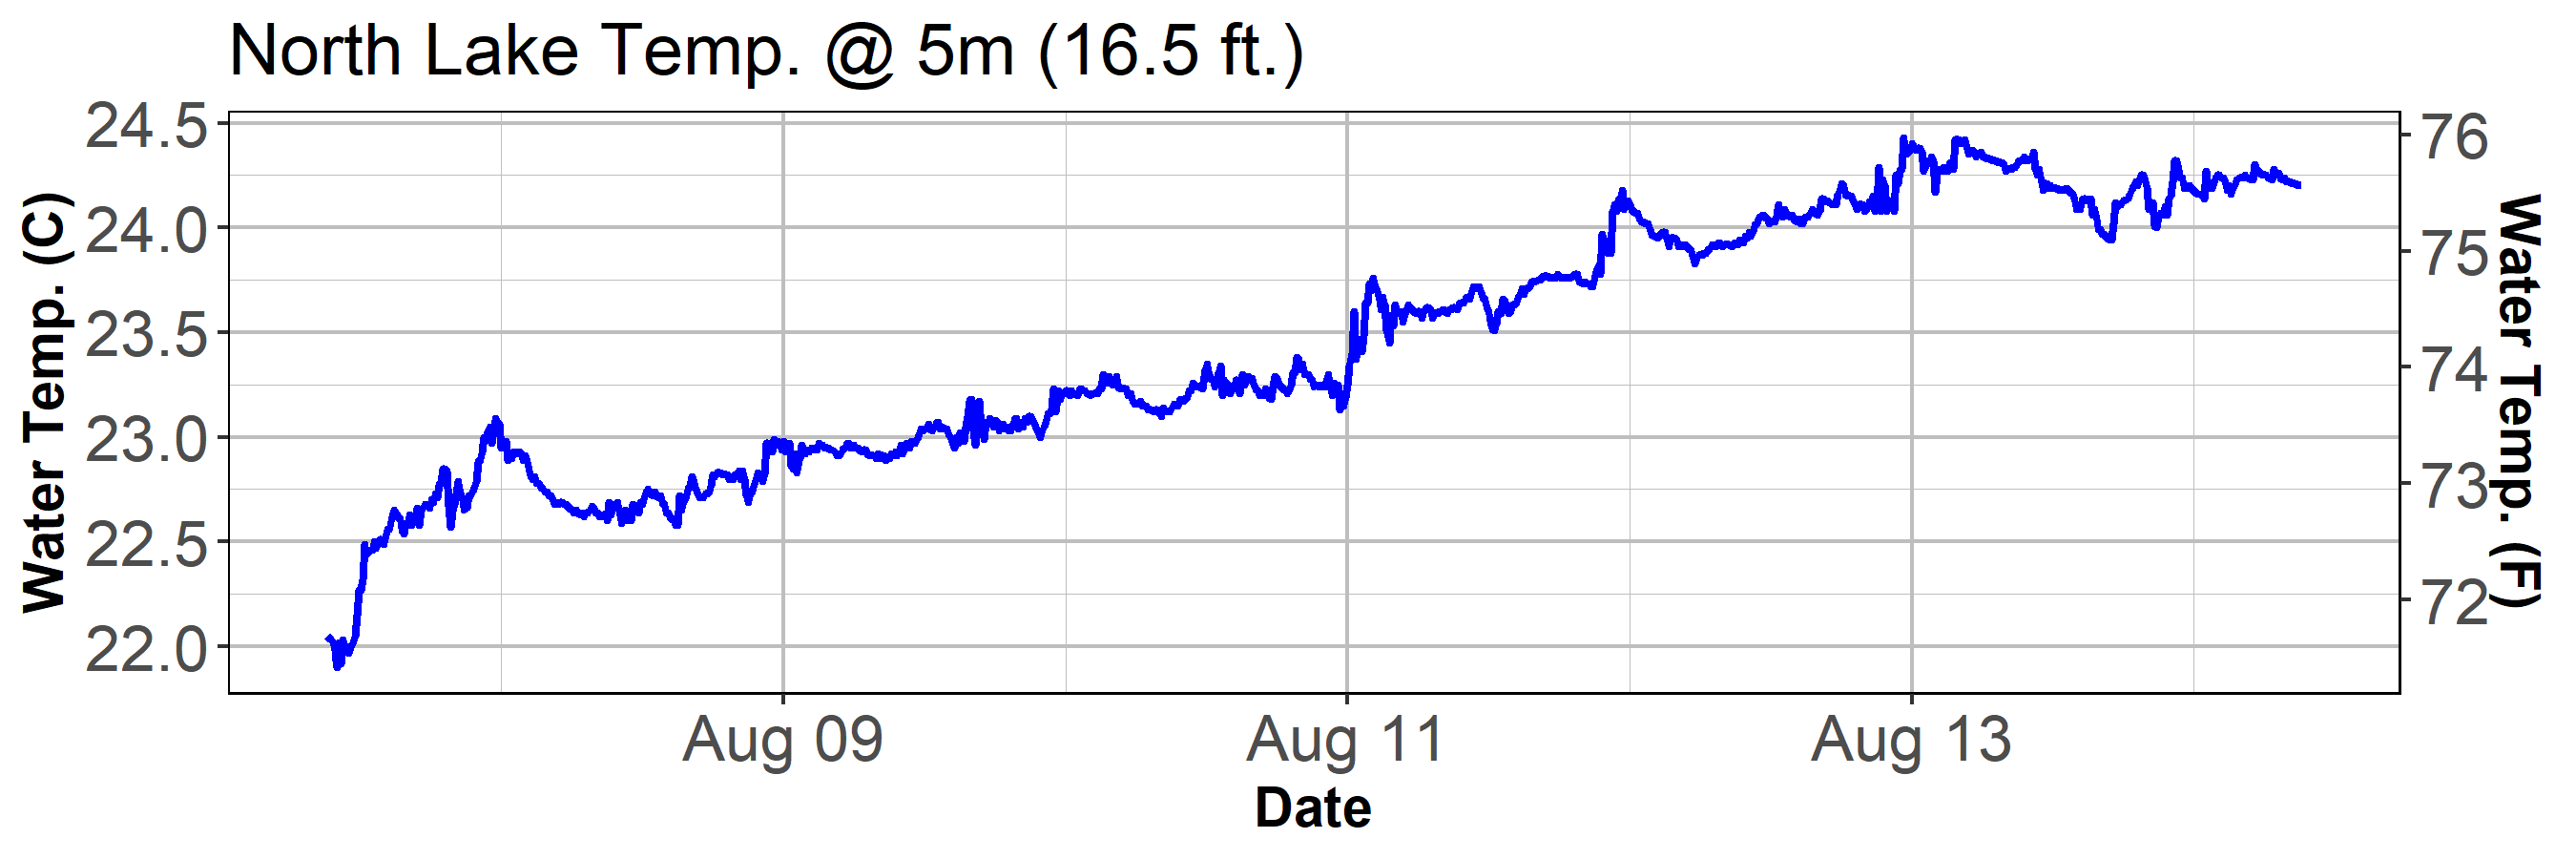 North Lake Temp. @ 5m (16.5 ft.)
Water Temp. (C)
24.5
24.0
23.5
23.0
22.5
22.0
76
75
74
73
72
Water Temp. (F)
Aug 09
Aug 11
Aug 13
Date